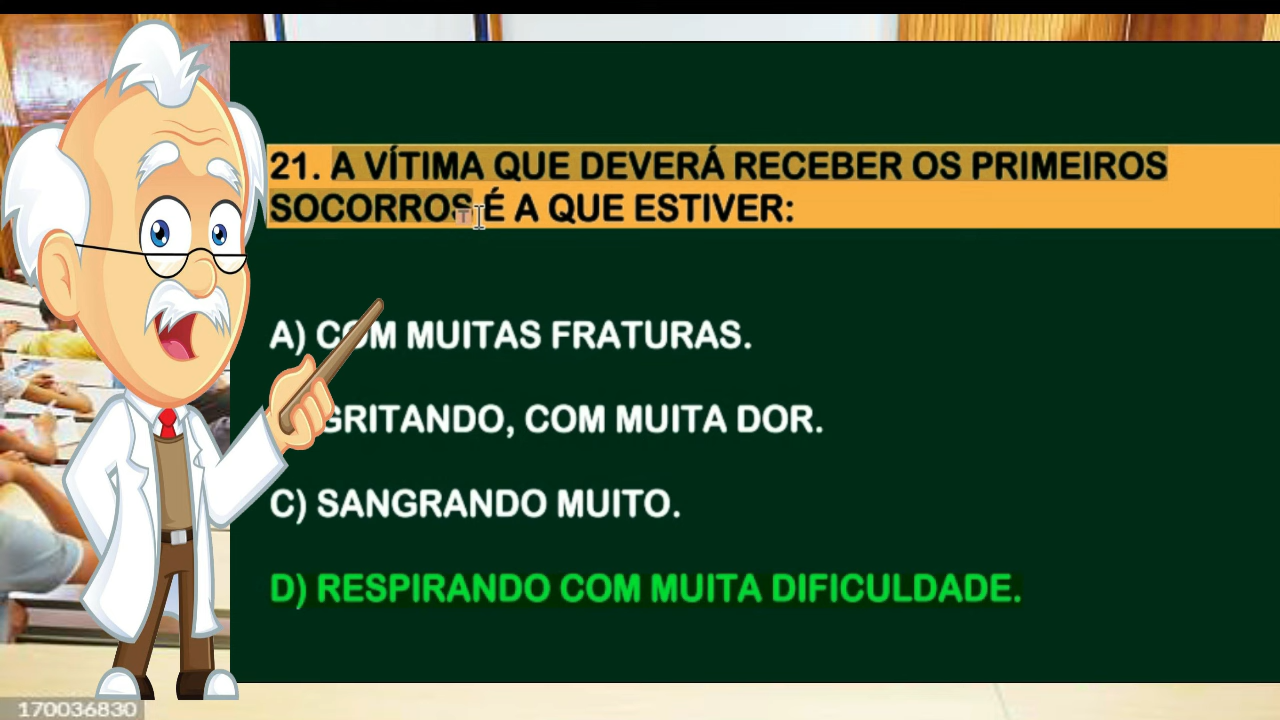 21. A VÍTIMA QUE DEVERÁ RECEBER OS PRIMEIROS
SOCORROS É A QUE ESTIVER:
A) COM MUITAS FRATURAS.
GRITANDO, COM MUITA DOR.
C) SANGRANDO MUITO.
D) RESPIRANDO COM MUITA DIFICULDADE.
170036830